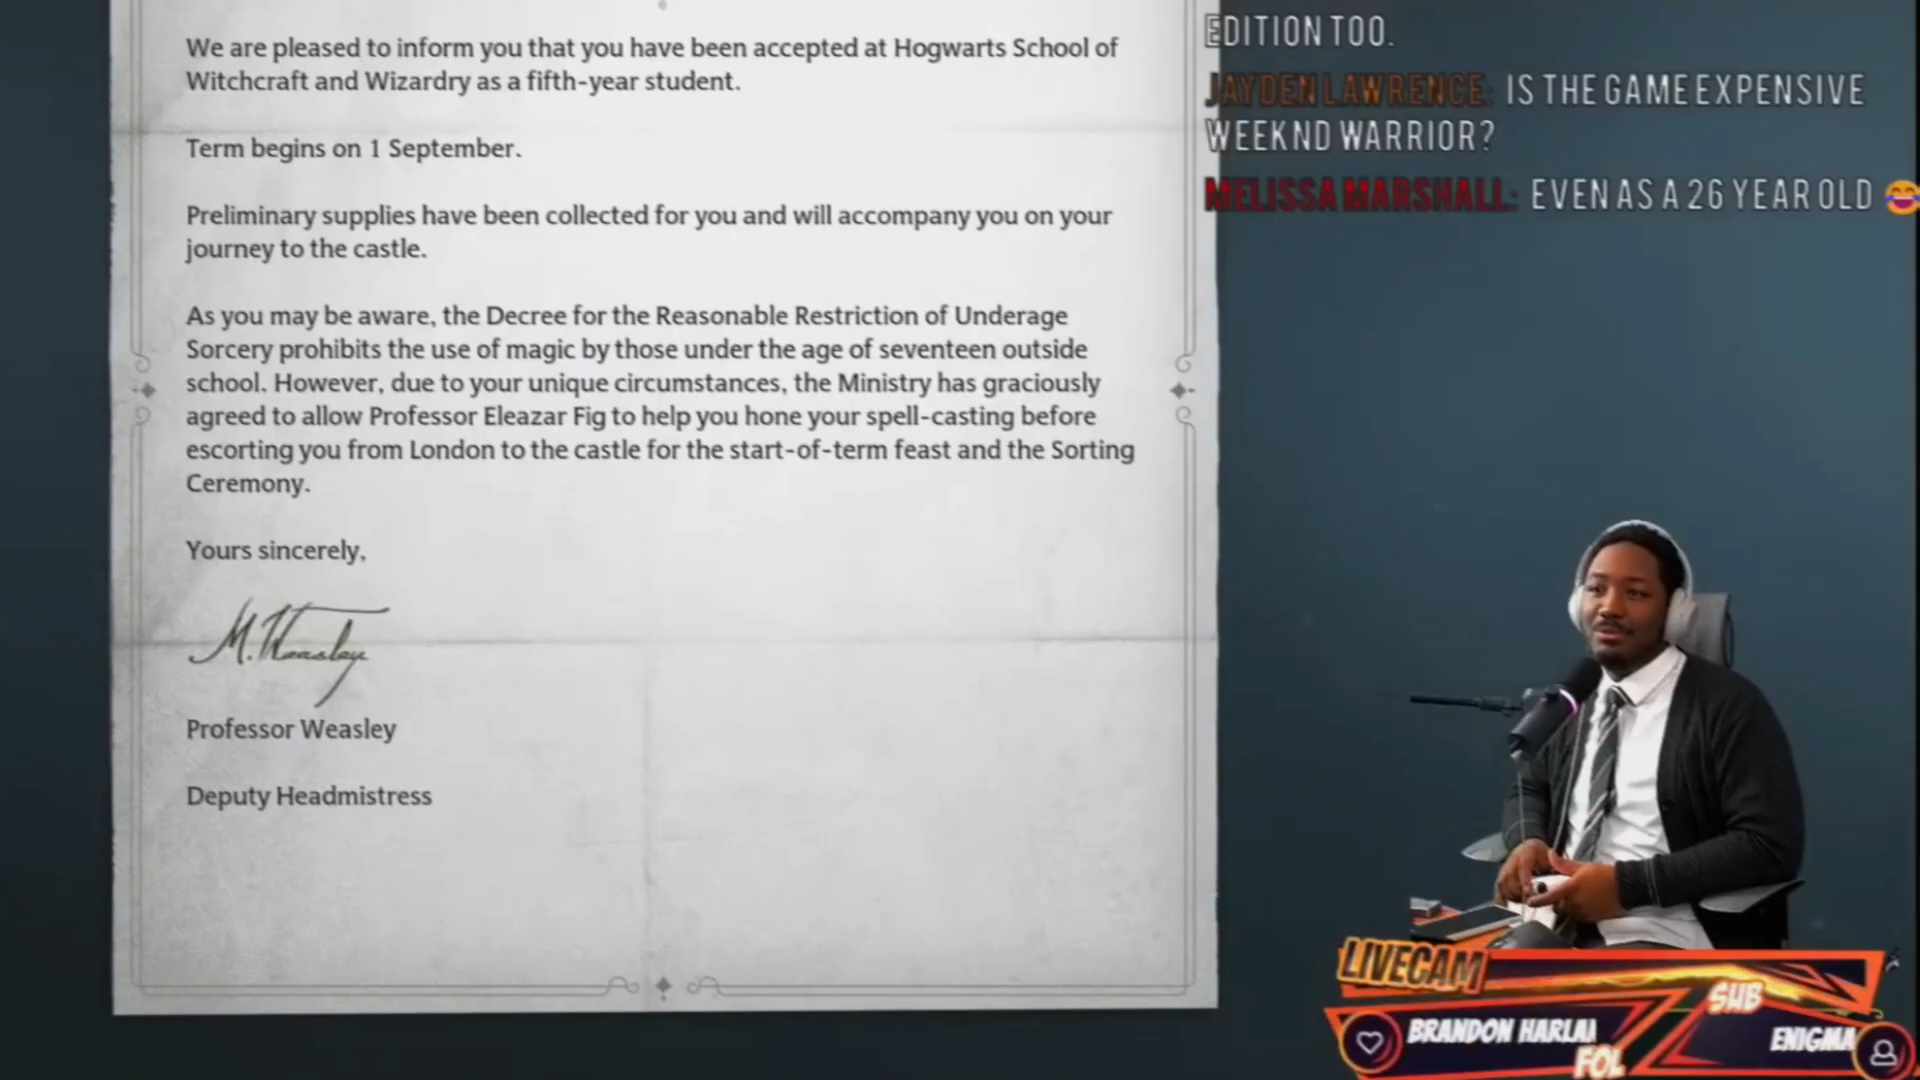 We are pleased to inform you that you have been accepted at Hogwarts School of
Witchcraft and Wizardry as a fifth-year student.
Term begins on 1 September.
Preliminary supplies have been collected for you and will accompany you on your
journey to the castle.
As you may be aware, the Decree for the Reasonable Restriction of Underage
Sorcery prohibits the use of magic by those under the age of seventeen outside
school. However, due to your unique circumstances, the Ministry has graciously
agreed to allow Professor Eleazar Fig to help you hone your spell-casting before
escorting you from London to the castle for the start-of-term feast and the Sorting
Ceremony.
Yours sincerely,
M. Weasley
Professor Weasley
Deputy Headmistress
EDITION TOO.
JAYDEN LAWRENCE: IS THE GAME EXPENSIVE
WEEKND WARRIOR?
MELISSA MARSHALL: EVEN AS A 26 YEAR OLD 😂
LIVECAM
SUB
BRANDON
ENIGMA
FOL